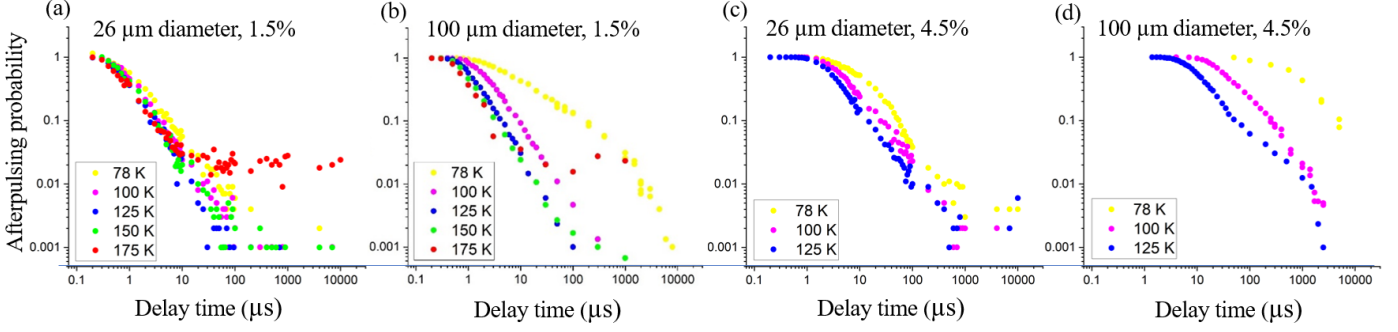 (a)
26 µm diameter, 1.5%
Afterpulsing probability
1
0.1
0.01
0.001
78 K
100 K
125 K
150 K
175 K
0.1 1 10 100 1000 10000
Delay time (µs)
(b)
100 µm diameter, 1.5%
1
0.1
0.01
0.001
78 K
100 K
125 K
150 K
175 K
0.1 1 10 100 1000 10000
Delay time (µs)
(c)
26 µm diameter, 4.5%
1
0.1
0.01
0.001
78 K
100 K
125 K
0.1 1 10 100 1000 10000
Delay time (µs)
(d)
100 µm diameter, 4.5%
1
0.1
0.01
0.001
78 K
100 K
125 K
0.1 1 10 100 1000 10000
Delay time (µs)